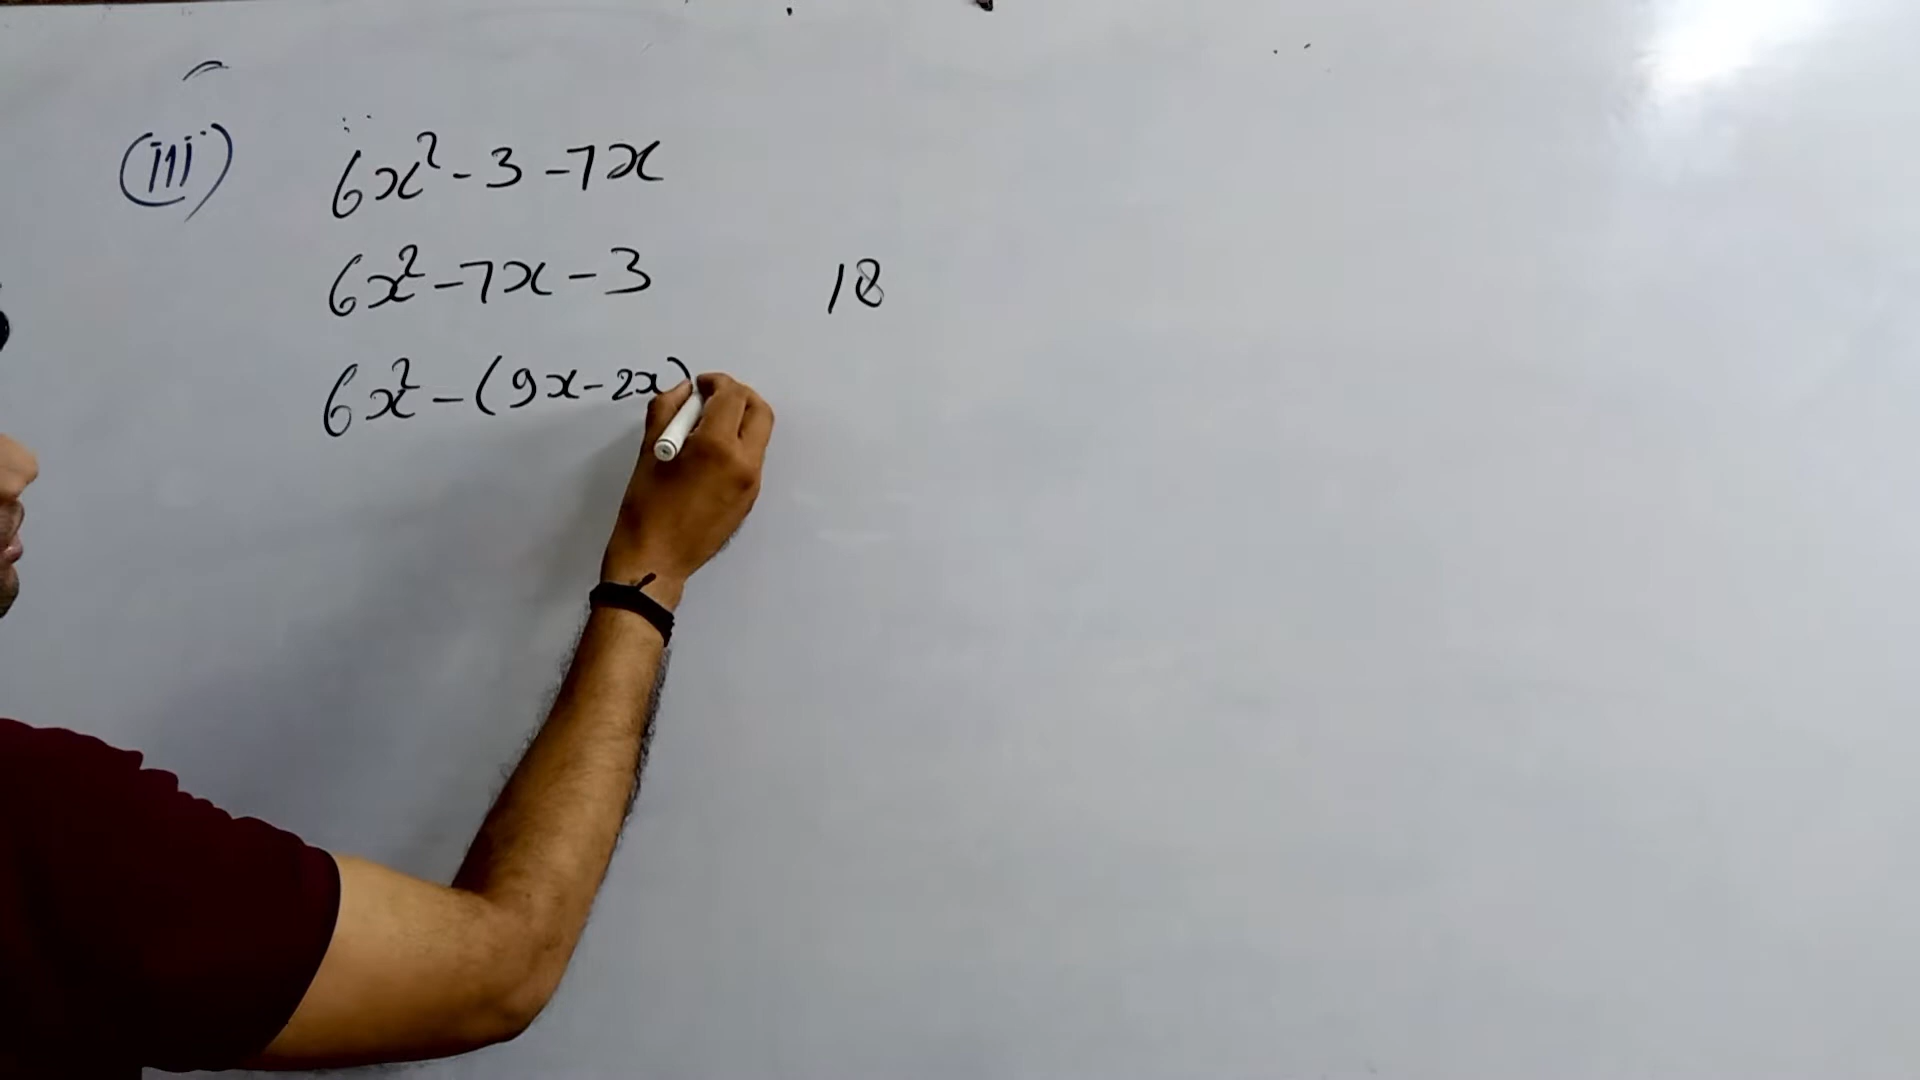 (iii) 6x² - 3 - 7x
6x² - 7x - 3 18
6x² - (9x - 2x)